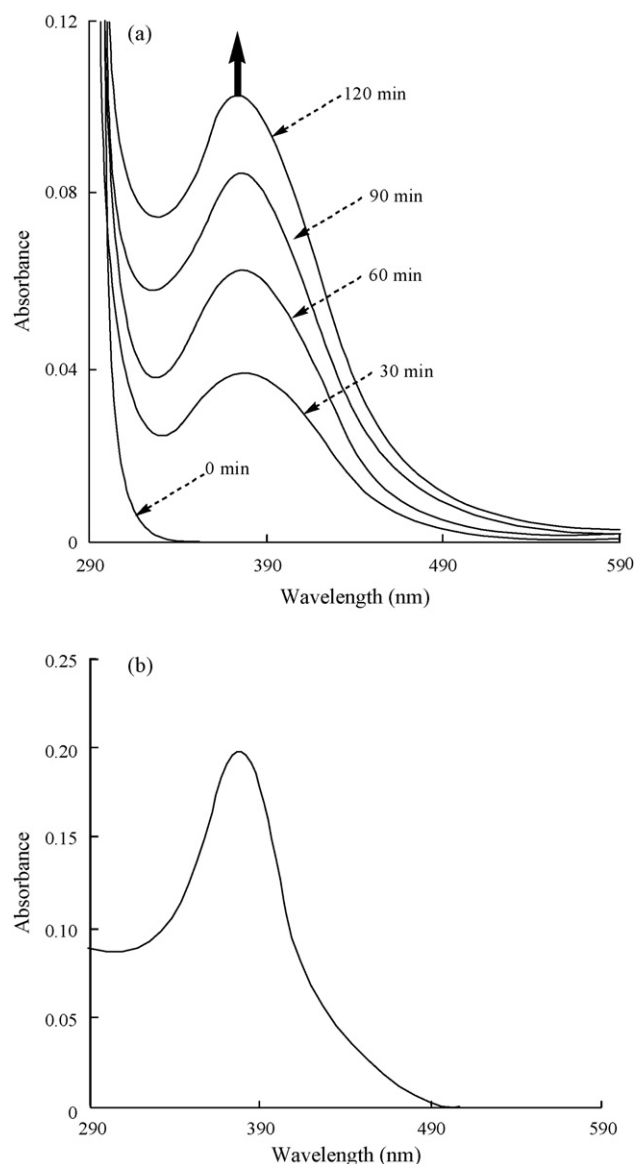 0.12
(a)
120 min
0.08
90 min
60 min
Absorbance
0.04
30 min
0 min
0
290
390
490
590
Wavelength (nm)
0.25
(b)
0.20
0.15
Absorbance
0.10
0.05
0
290
390
490
590
Wavelength (nm)